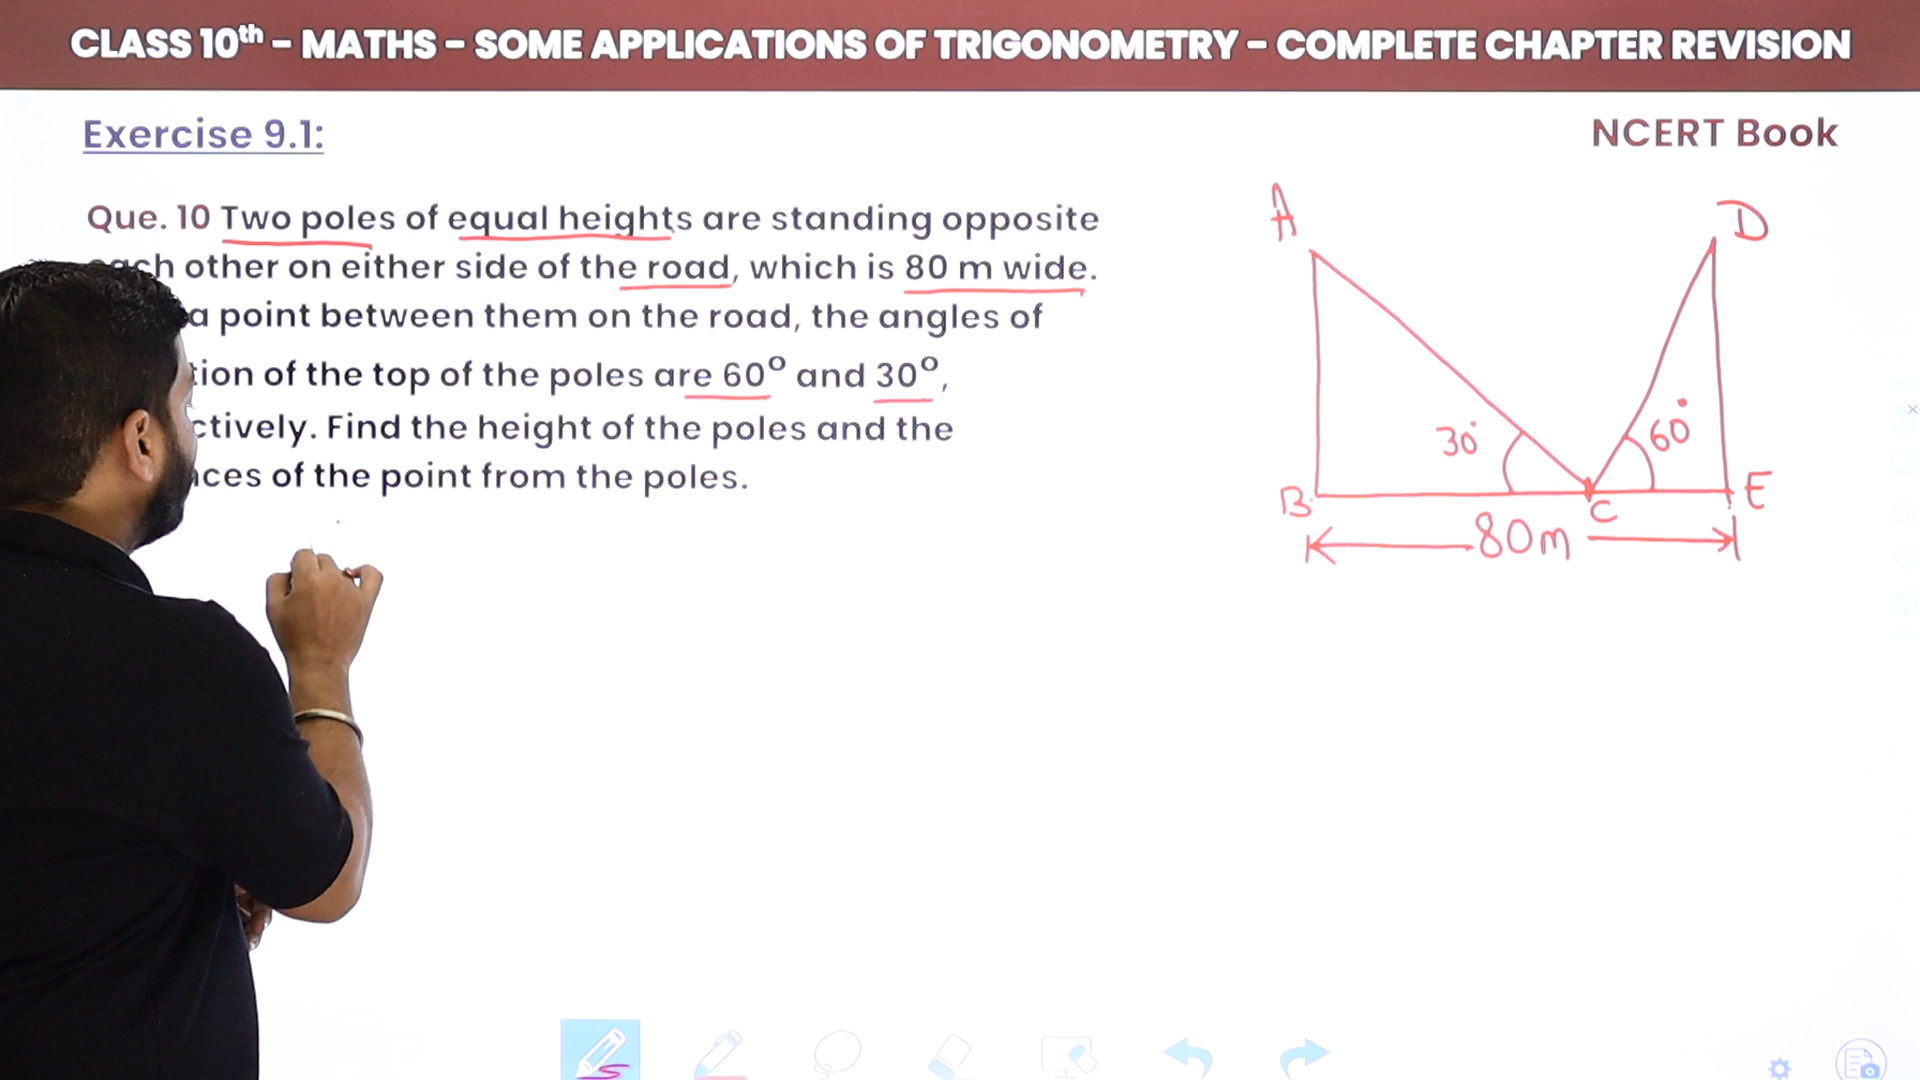 CLASS 10th - MATHS - SOME APPLICATIONS OF TRIGONOMETRY - COMPLETE CHAPTER REVISION
Exercise 9.1:
NCERT Book
Que. 10 Two poles of equal heights are standing opposite
other on either side of the road, which is 80 m wide.
a point between them on the road, the angles of
of the top of the poles are 60° and 30°,
Find the height of the poles and the
of the point from the poles.
A
D
30°
60°
B
C
E
80m